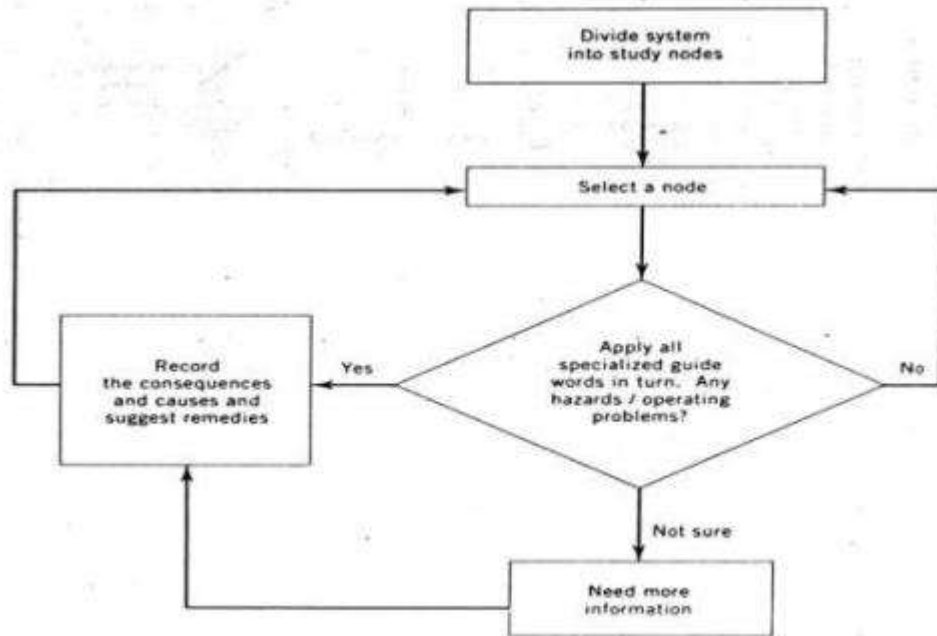 Divide system
into study nodes
Select a node
Apply all
specialized guide
words in turn. Any
hazards / operating
problems?
Yes
No
Record
the consequences
and causes and
suggest remedies
Not sure
Need more
information